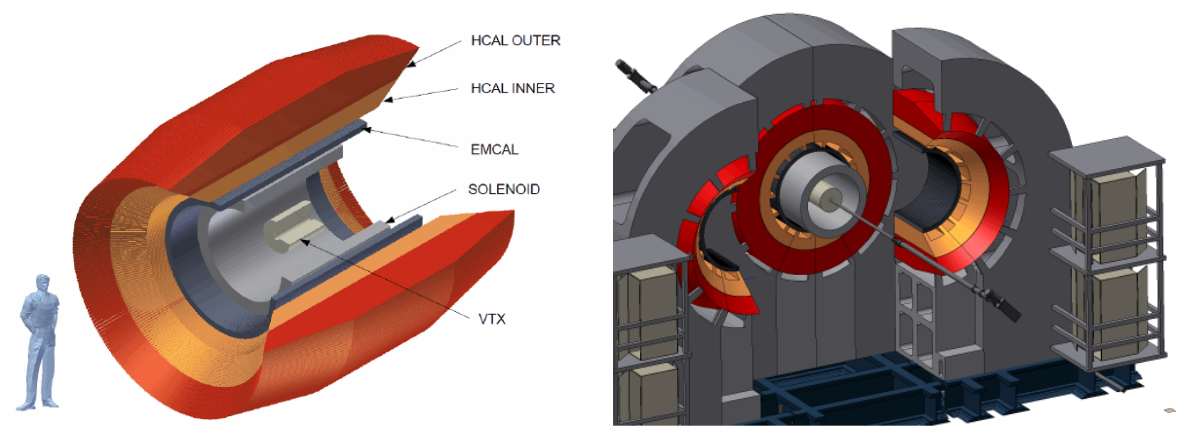 HCAL OUTER
HCAL INNER
EMCAL
SOLENOID
VTX